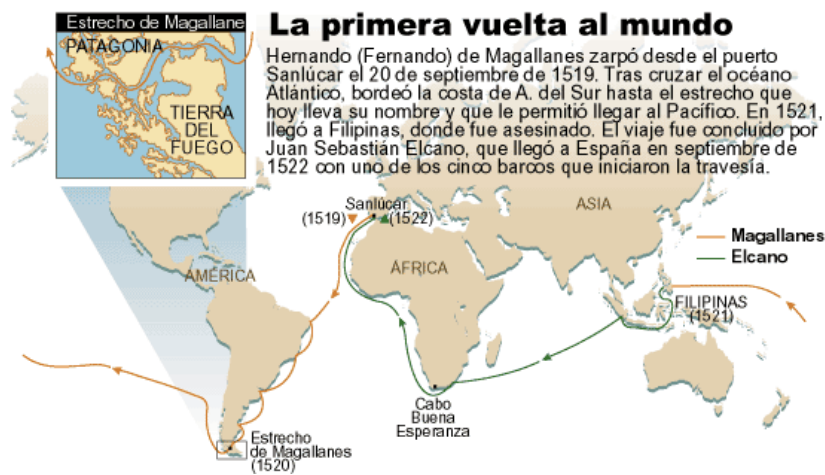 Estrecho de Magallane
PATAGONIA
TIERRA
DEL
FUEGO
La primera vuelta al mundo
Hernando (Fernando) de Magallanes zarpó desde el puerto
Sanlúcar el 20 de septiembre de 1519. Tras cruzar el océano
Atlántico, bordeó la costa de A. del Sur hasta el estrecho que
hoy lleva su nombre y que le permitió llegar al Pacífico. En 1521,
llegó a Filipinas, donde fue asesinado. El viaje fue concluido por
Juan Sebastián Elcano, que llegó a España en septiembre de
1522 con uno de los cinco barcos que iniciaron la travesía.
Sanlúcar
(1519)
(1522)
ASIA
Magallanes
Elcano
AMÉRICA
ÁFRICA
FILIPINAS
(1521)
Cabo
Buena
Esperanza
Estrecho
de Magallanes
(1520)